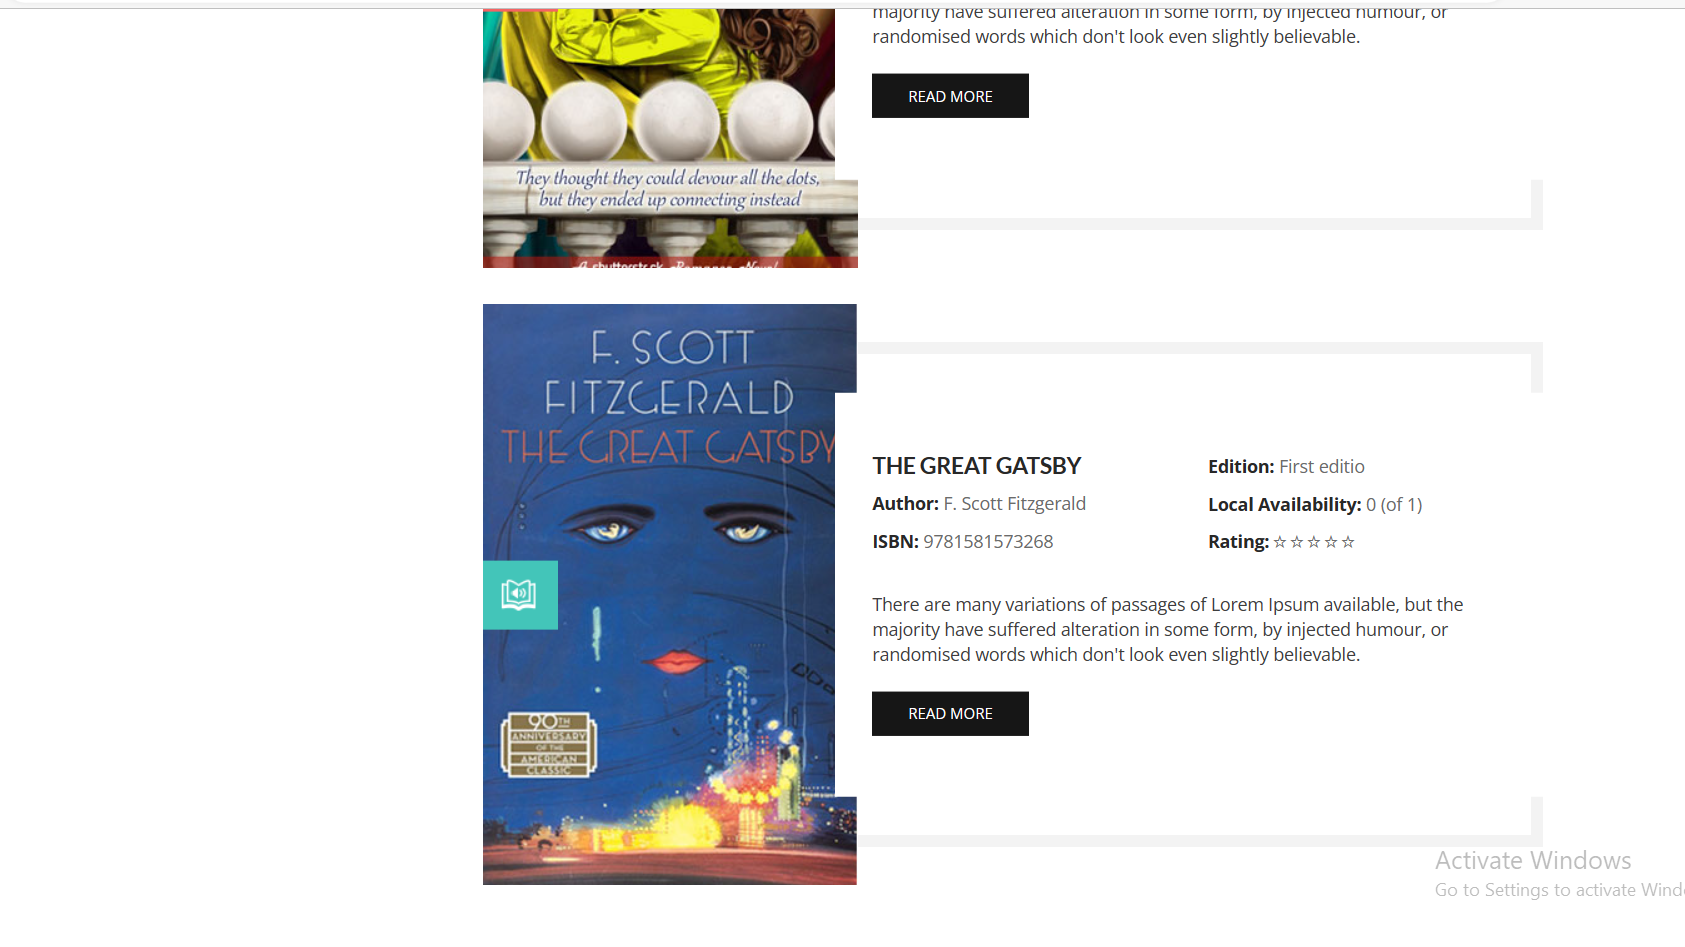 majority have suffered alteration in some form, by injected humour, or
randomised words which don't look even slightly believable.
READ MORE
They thought they could devour all the dots,
but they ended up connecting instead
A shutterstock Romance Novel
F. SCOTT
FITZGERALD
THE GREAT GATSBY
90TH
ANNIVERSARY
OF THE
AMERICAN
CLASSIC
THE GREAT GATSBY
Author: F. Scott Fitzgerald
ISBN: 9781581573268
Edition: First editio
Local Availability: 0 (of 1)
Rating: ☆☆☆☆☆
There are many variations of passages of Lorem Ipsum available, but the
majority have suffered alteration in some form, by injected humour, or
randomised words which don't look even slightly believable.
READ MORE
Activate Windows
Go to Settings to activate Wind